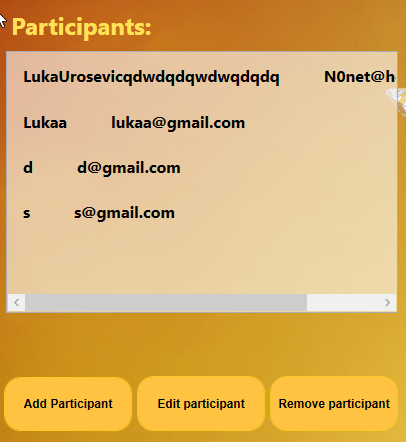 Participants:
LukaUrosevicqdwdqdqwdwqdqdq N0net@h
Lukaa lukaa@gmail.com
d d@gmail.com
s s@gmail.com
Add Participant Edit participant Remove participant